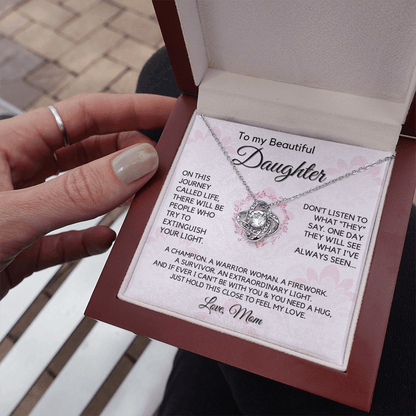 To my Beautiful
Daughter
ON THIS
JOURNEY
CALLED LIFE,
THERE WILL BE
PEOPLE WHO
TRY TO
EXTINGUISH
YOUR LIGHT.
DON'T LISTEN TO
WHAT "THEY"
SAY. ONE DAY
THEY WILL SEE
WHAT I'VE
ALWAYS SEEN...
A CHAMPION. A WARRIOR WOMAN. A FIREWORK.
A SURVIVOR. AN EXTRAORDINARY LIGHT.
AND IF EVER I CAN'T BE WITH YOU & YOU NEED A HUG,
JUST HOLD THIS CLOSE TO FEEL MY LOVE.
Love, Mom